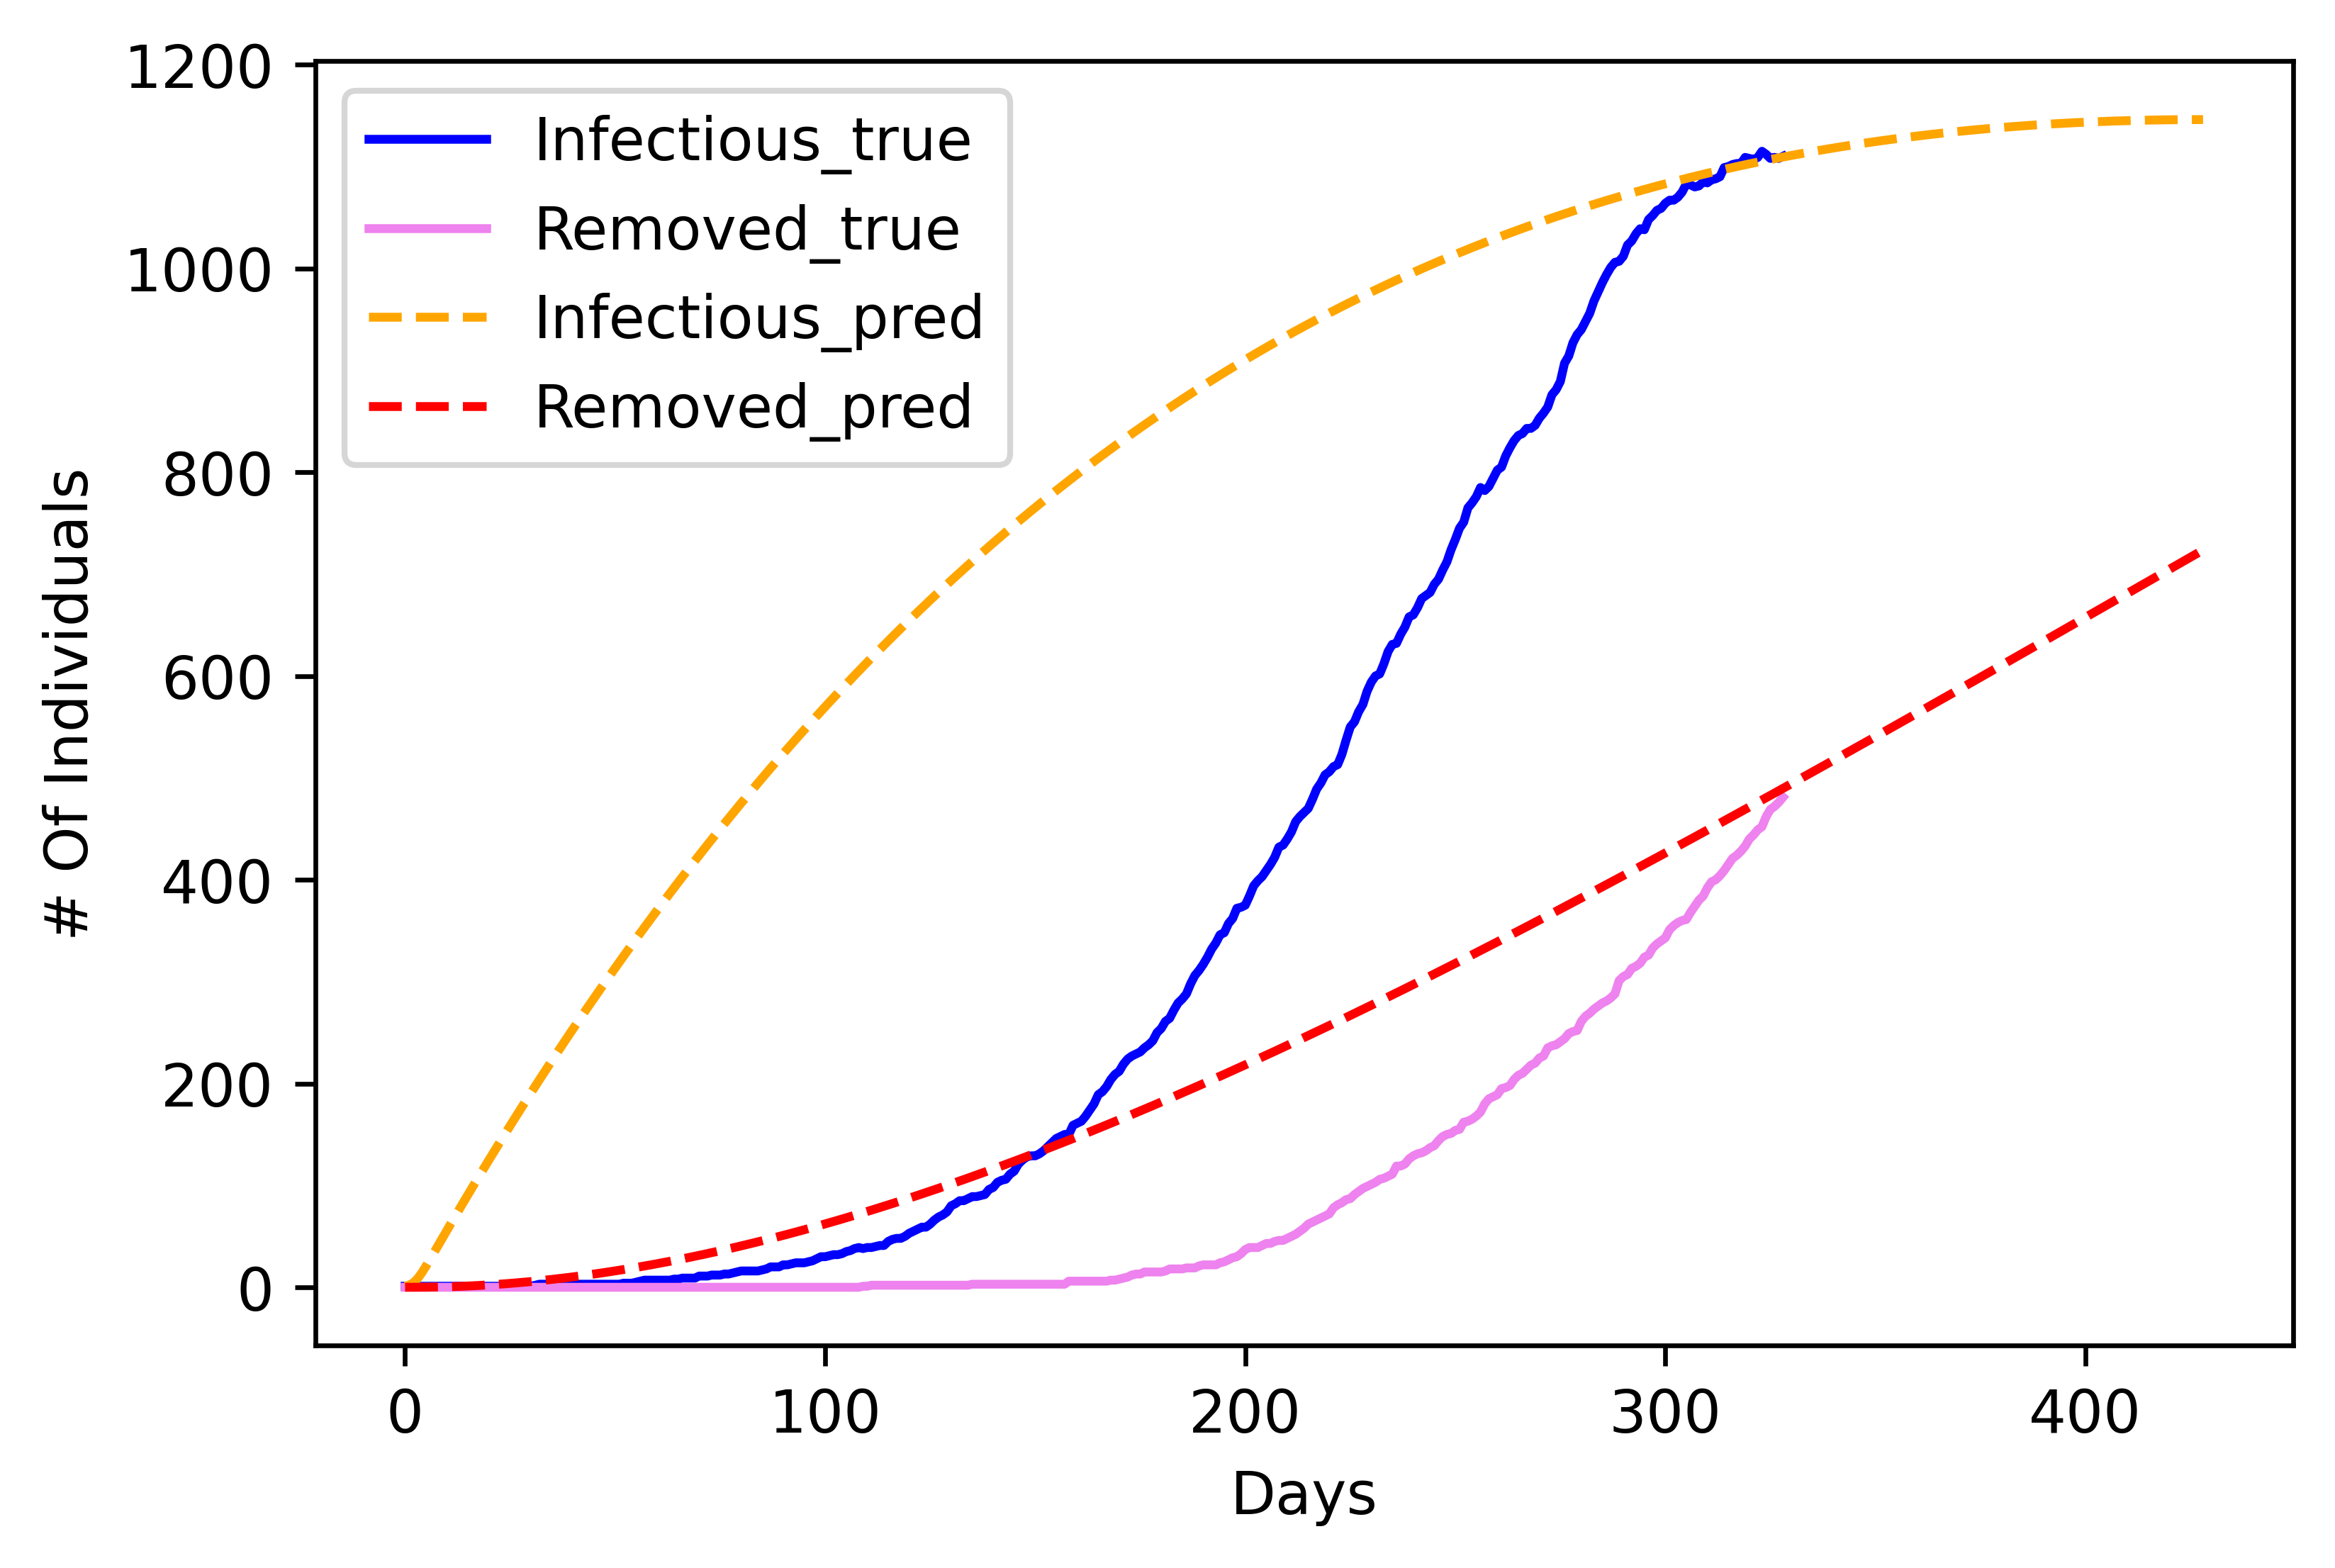 1200
1000
800
600
400
200
0
# Of Individuals
Infectious_true
Removed_true
Infectious_pred
Removed_pred
0 100 200 300 400
Days